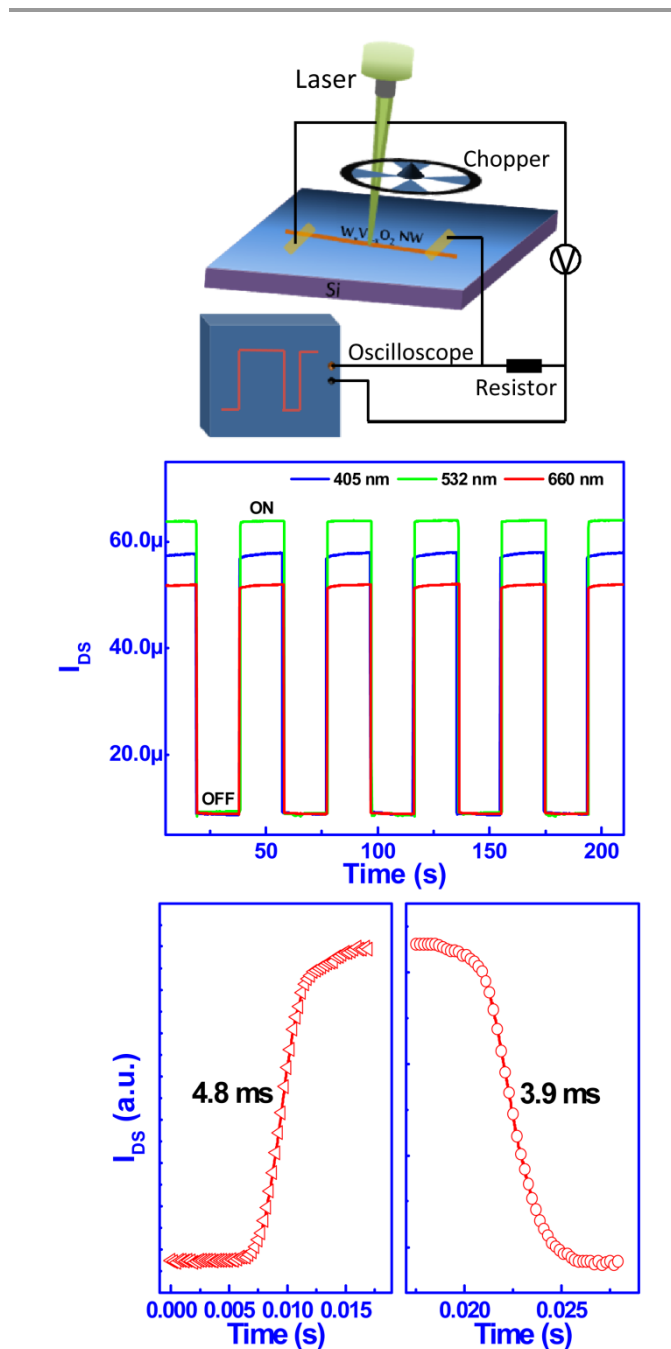 Laser
Chopper
WₓV₁₋ₓO₂ NW
V
Si
Oscilloscope
Resistor
405 nm 532 nm 660 nm
ON
60.0µ
40.0µ
20.0µ
I_DS
OFF
50 100 150 200
Time (s)
4.8 ms
3.9 ms
I_DS (a.u.)
0.000 0.005 0.010 0.015 0.020 0.025
Time (s) Time (s)